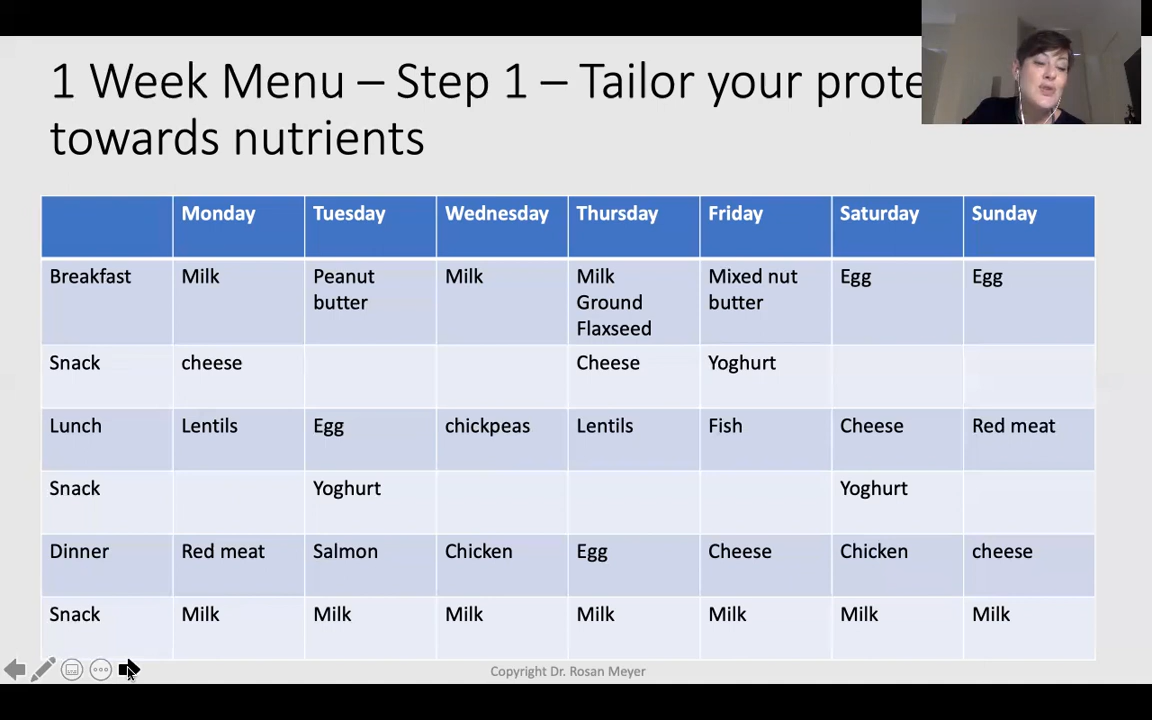 1 Week Menu – Step 1 – Tailor your prote
towards nutrients
Monday Tuesday Wednesday Thursday Friday Saturday Sunday
Breakfast Milk Peanut butter Milk Milk Ground Flaxseed Mixed nut butter Egg Egg
Snack cheese Cheese Yoghurt
Lunch Lentils Egg chickpeas Lentils Fish Cheese Red meat
Snack Yoghurt Yoghurt
Dinner Red meat Salmon Chicken Egg Cheese Chicken cheese
Snack Milk Milk Milk Milk Milk Milk Milk
Copyright Dr. Rosan Meyer